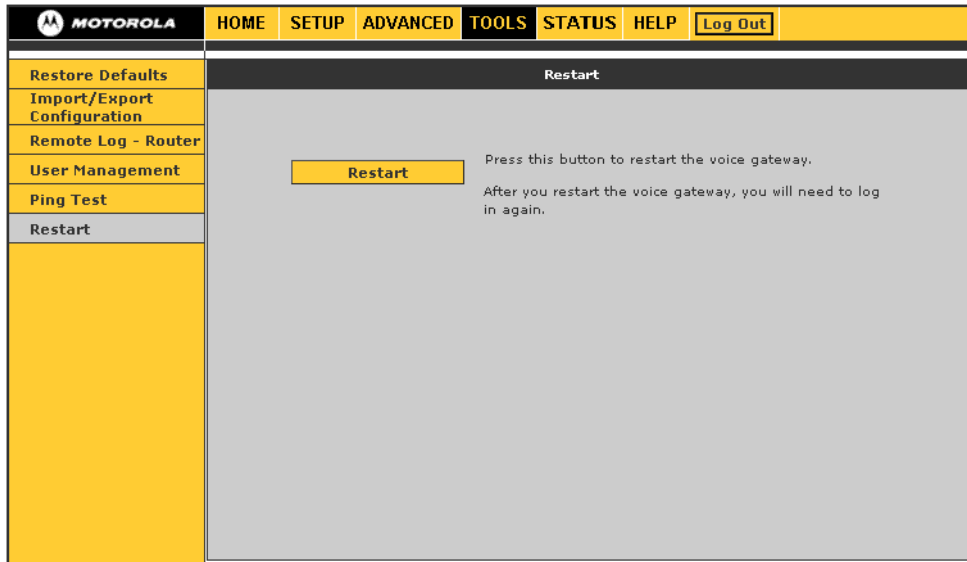 MOTOROLA HOME SETUP ADVANCED TOOLS STATUS HELP Log Out
Restore Defaults
Import/Export
Configuration
Remote Log - Router
User Management
Ping Test
Restart
Restart
Restart
Press this button to restart the voice gateway.
After you restart the voice gateway, you will need to log
in again.